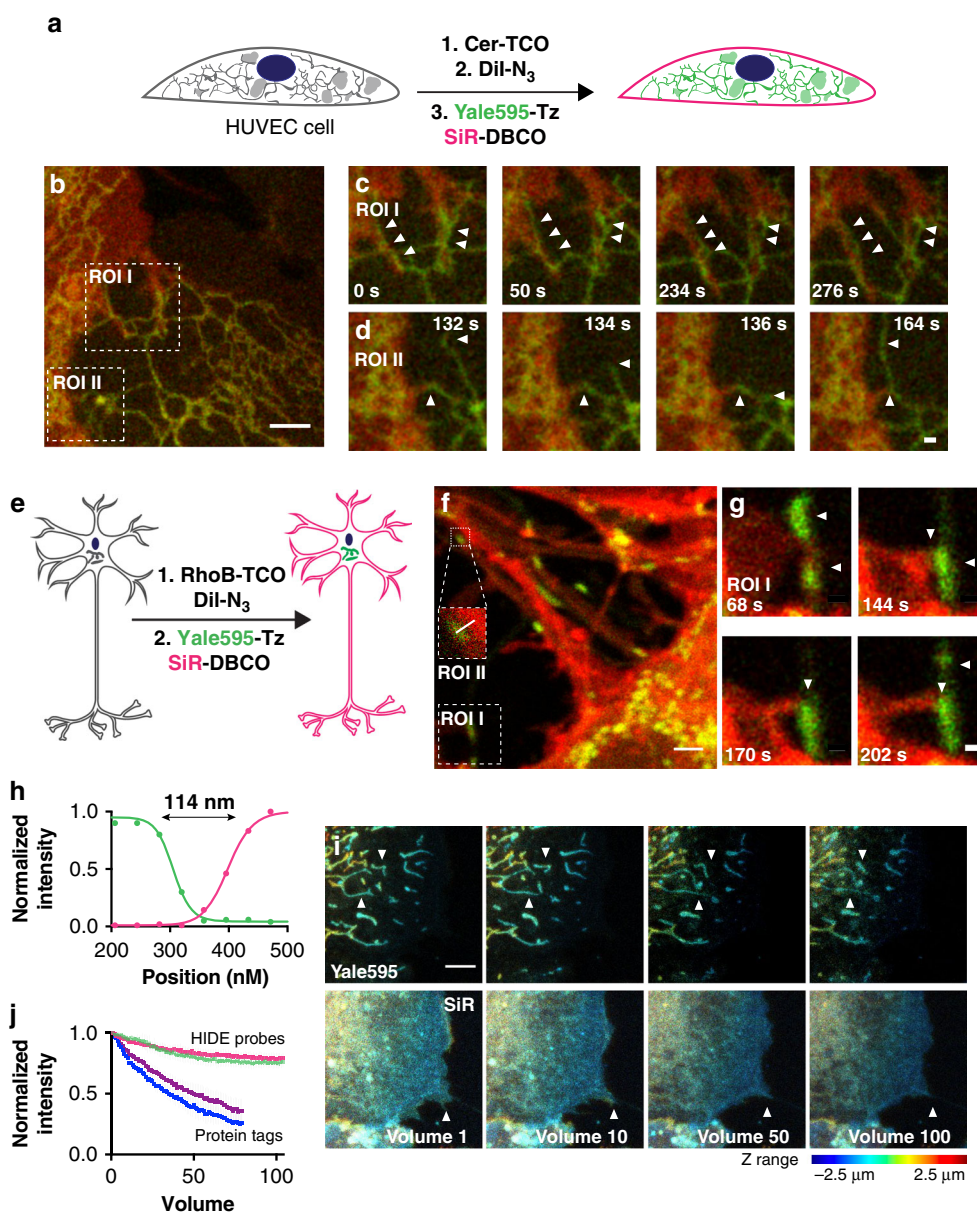 a
1. Cer-TCO
2. DiI-N3
3. Yale595-Tz
SiR-DBCO
HUVEC cell
b
ROI I
ROI II
c
ROI I
0 s
50 s
234 s
276 s
d
132 s
134 s
136 s
164 s
ROI II
e
1. RhoB-TCO
DiI-N3
2. Yale595-Tz
SiR-DBCO
f
ROI II
ROI I
g
ROI I
68 s
144 s
170 s
202 s
h
114 nm
Normalized
intensity
1.0
0.5
0.0
200 300 400 500
Position (nM)
i
Yale595
SiR
Volume 1
Volume 10
Volume 50
Volume 100
Z range
−2.5 µm
2.5 µm
j
Normalized
intensity
1.0
0.5
0.0
HIDE probes
Protein tags
0 50 100
Volume